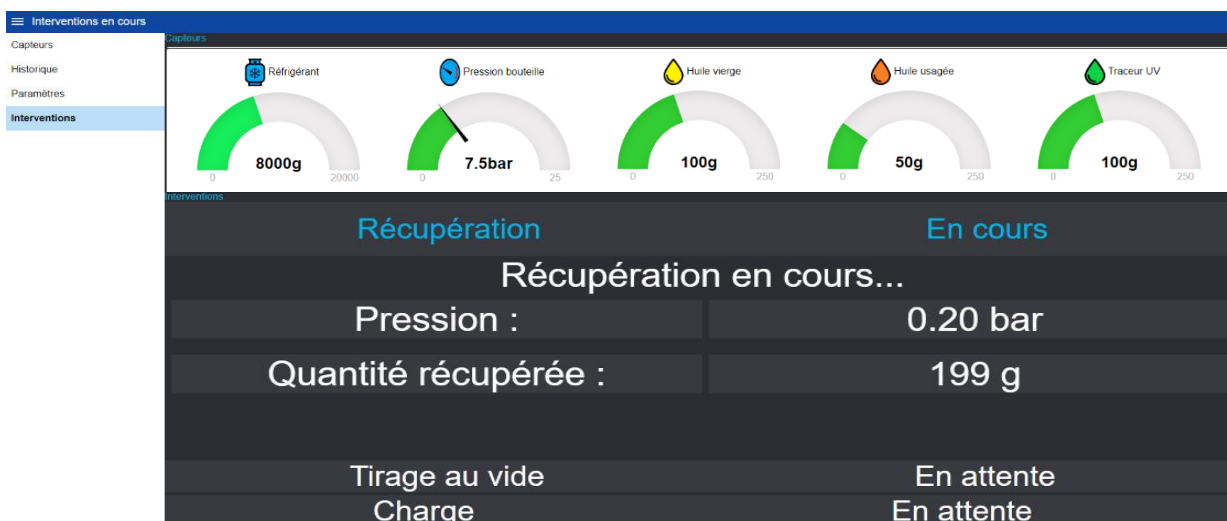 Interventions en cours
Capteurs
Historique
Paramètres
Interventions
Capteurs
Réfrigérant
Pression bouteille
Huile vierge
Huile usagée
Traceur UV
8000g
7.5bar
100g
50g
100g
0 20000
0 25
0 250
0 250
0 250
Interventions
Récupération En cours
Récupération en cours...
Pression : 0.20 bar
Quantité récupérée : 199 g
Tirage au vide En attente
Charge En attente